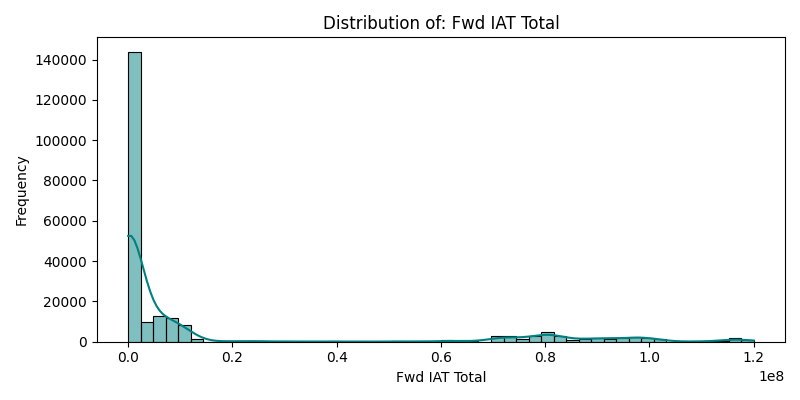 Distribution of: Fwd IAT Total
Frequency
140000
120000
100000
80000
60000
40000
20000
0
0.0 0.2 0.4 0.6 0.8 1.0 1.2
1e8
Fwd IAT Total